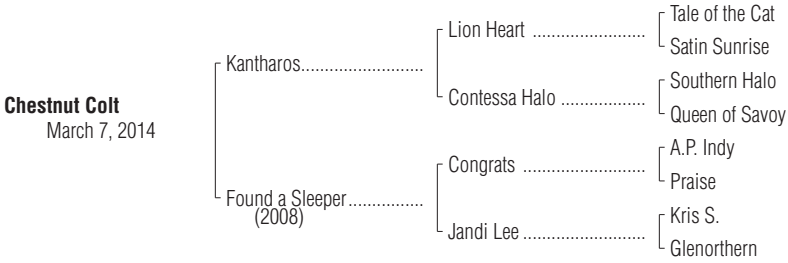 Tale of the Cat
Lion Heart ........................
Satin Sunrise
Kantharos..........................
Southern Halo
Contessa Halo ..................
Queen of Savoy
Chestnut Colt
March 7, 2014
A.P. Indy
Congrats ..........................
Praise
Found a Sleeper................
(2008)
Kris S.
Jandi Lee ..........................
Glenorthern